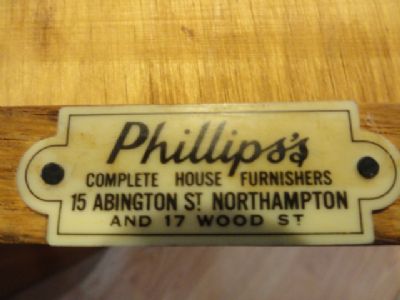 Phillips's
COMPLETE HOUSE FURNISHERS
15 ABINGTON ST NORTHAMPTON
AND 17 WOOD ST